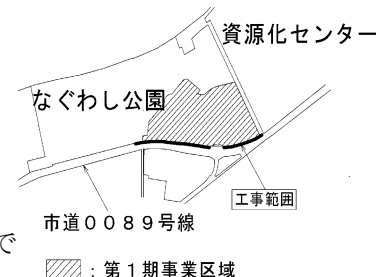 資源化センター
なぐわし公園
工事範囲
市道００８９号線
で
：第１期事業区域